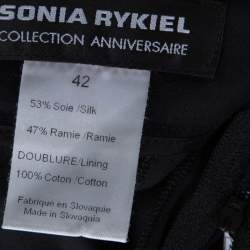 SONIA RYKIEL
COLLECTION ANNIVERSAIRE
42
53% Soie /Silk
47% Ramie /Ramie
DOUBLURE /Lining
100% Coton /Cotton
Fabriqué en Slovaquie
Made in Slovaquia